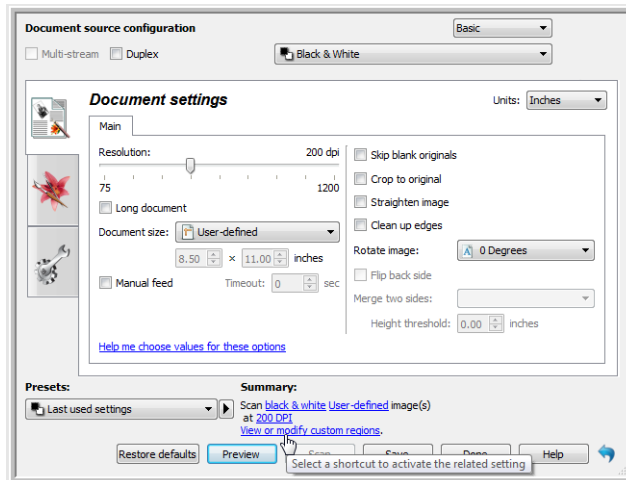 Document source configuration
Basic
Multi-stream
Duplex
Black & White
Document settings
Units:
Inches
Main
Resolution:
200 dpi
75
1200
Long document
Document size:
User-defined
8.50 × 11.00 inches
Manual feed
Timeout: 0 sec
Skip blank originals
Crop to original
Straighten image
Clean up edges
Rotate image:
0 Degrees
Flip back side
Merge two sides:
Height threshold: 0.00 inches
Help me choose values for these options
Presets:
Last used settings
Summary:
Scan black & white User-defined image(s)
at 200 DPI
View or modify custom regions.
Restore defaults
Preview
Scan
Save
Done
Help
Select a shortcut to activate the related setting